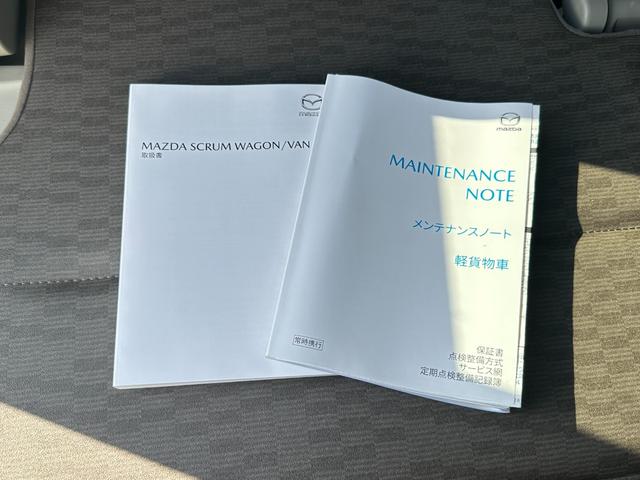 MAZDA SCRUM WAGON/VAN
取扱書
mazda
MAINTENANCE
NOTE
メンテナンスノート
軽貨物車
常時携行
保証書
点検整備方式
サービス網
定期点検整備記録簿